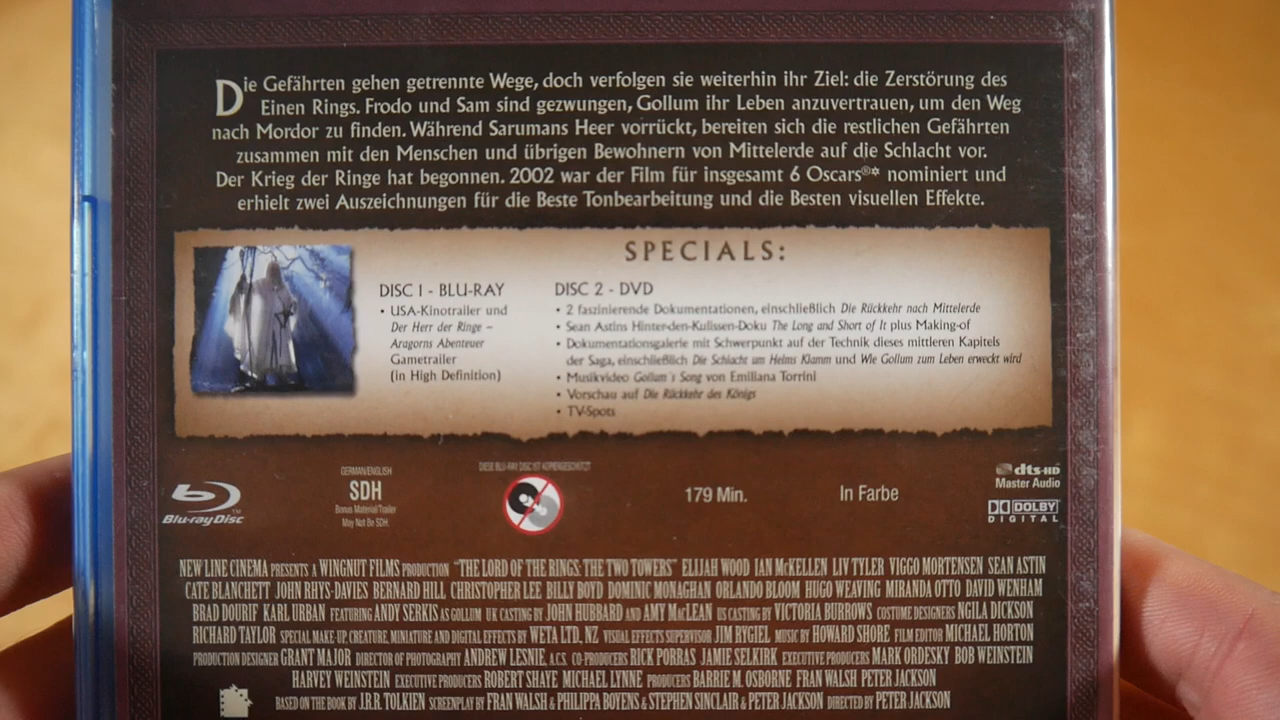 Die Gefährten gehen getrennte Wege, doch verfolgen sie weiterhin ihr Ziel: die Zerstörung des
Einen Rings. Frodo und Sam sind gezwungen, Gollum ihr Leben anzuvertrauen, um den Weg
nach Mordor zu finden. Während Sarumans Heer vorrückt, bereiten sich die restlichen Gefährten
zusammen mit den Menschen und übrigen Bewohnern von Mittelerde auf die Schlacht vor.
Der Krieg der Ringe hat begonnen. 2002 war der Film für insgesamt 6 Oscars®* nominiert und
erhielt zwei Auszeichnungen für die Beste Tonbearbeitung und die Besten visuellen Effekte.
SPECIALS:
DISC 1 - BLU-RAY
• USA-Kinotrailer und
Der Herr der Ringe –
Aragorns Abenteuer
Gametrailer
(in High Definition)
DISC 2 - DVD
• 2 faszinierende Dokumentationen, einschließlich Die Rückkehr nach Mittelerde
• Sean Astins Hinter-den-Kulissen-Doku The Long and Short of It plus Making-of
• Dokumentationsgalerie mit Schwerpunkt auf der Technik dieses mittleren Kapitels
der Saga, einschließlich Die Schlacht um Helms Klamm und Wie Gollum zum Leben erweckt wird
• Musikvideo Gollum's Song von Emiliana Torrini
• Vorschau auf Die Rückkehr des Königs
• TV-Spots
Blu-ray Disc™
GERMAN/ENGLISH
SDH
Bonus Material/Trailer
May Not Be SDH.
DIESE BLU-RAY DISC IST KOPIERGESCHÜTZT
179 Min.
In Farbe
dts-HD
Master Audio
DOLBY
DIGITAL
NEW LINE CINEMA PRESENTS A WINGNUT FILMS PRODUCTION "THE LORD OF THE RINGS: THE TWO TOWERS" ELIJAH WOOD IAN McKELLEN LIV TYLER VIGGO MORTENSEN SEAN ASTIN
CATE BLANCHETT JOHN RHYS-DAVIES BERNARD HILL CHRISTOPHER LEE BILLY BOYD DOMINIC MONAGHAN ORLANDO BLOOM HUGO WEAVING MIRANDA OTTO DAVID WENHAM
BRAD DOURIF KARL URBAN FEATURING ANDY SERKIS AS GOLLUM UK CASTING BY JOHN HUBBARD AND AMY MacLEAN US CASTING BY VICTORIA BURROWS COSTUME DESIGNERS NGILA DICKSON
RICHARD TAYLOR SPECIAL MAKE-UP, CREATURE, MINIATURE AND DIGITAL EFFECTS BY WETA LTD. NZ VISUAL EFFECTS SUPERVISOR JIM RYGIEL MUSIC BY HOWARD SHORE FILM EDITOR MICHAEL HORTON
PRODUCTION DESIGNER GRANT MAJOR DIRECTOR OF PHOTOGRAPHY ANDREW LESNIE, A.C.S. CO-PRODUCERS RICK PORRAS JAMIE SELKIRK EXECUTIVE PRODUCERS MARK ORDESKY BOB WEINSTEIN
HARVEY WEINSTEIN EXECUTIVE PRODUCERS ROBERT SHAYE MICHAEL LYNNE PRODUCERS BARRIE M. OSBORNE FRAN WALSH PETER JACKSON
BASED ON THE BOOK BY J.R.R. TOLKIEN SCREENPLAY BY FRAN WALSH & PHILIPPA BOYENS & STEPHEN SINCLAIR & PETER JACKSON DIRECTED BY PETER JACKSON